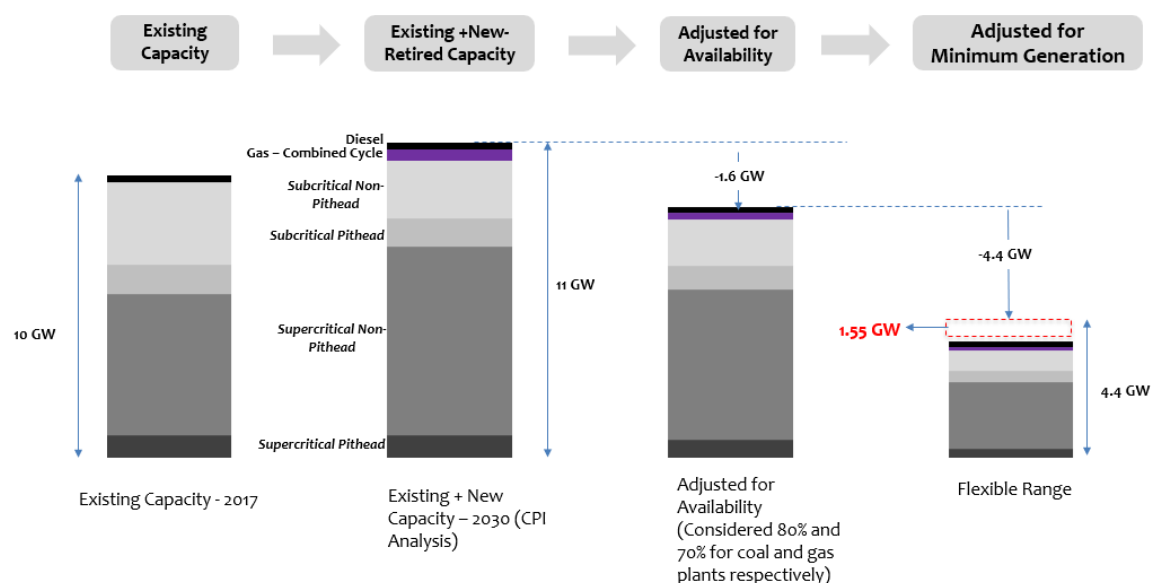 Existing
Capacity
Existing +New-
Retired Capacity
Adjusted for
Availability
Adjusted for
Minimum Generation
Diesel
Gas – Combined Cycle
Subcritical Non-
Pithead
Subcritical Pithead
Supercritical Non-
Pithead
Supercritical Pithead
10 GW
11 GW
-1.6 GW
-4.4 GW
1.55 GW
4.4 GW
Existing Capacity - 2017
Existing + New
Capacity – 2030 (CPI
Analysis)
Adjusted for
Availability
(Considered 80% and
70% for coal and gas
plants respectively)
Flexible Range